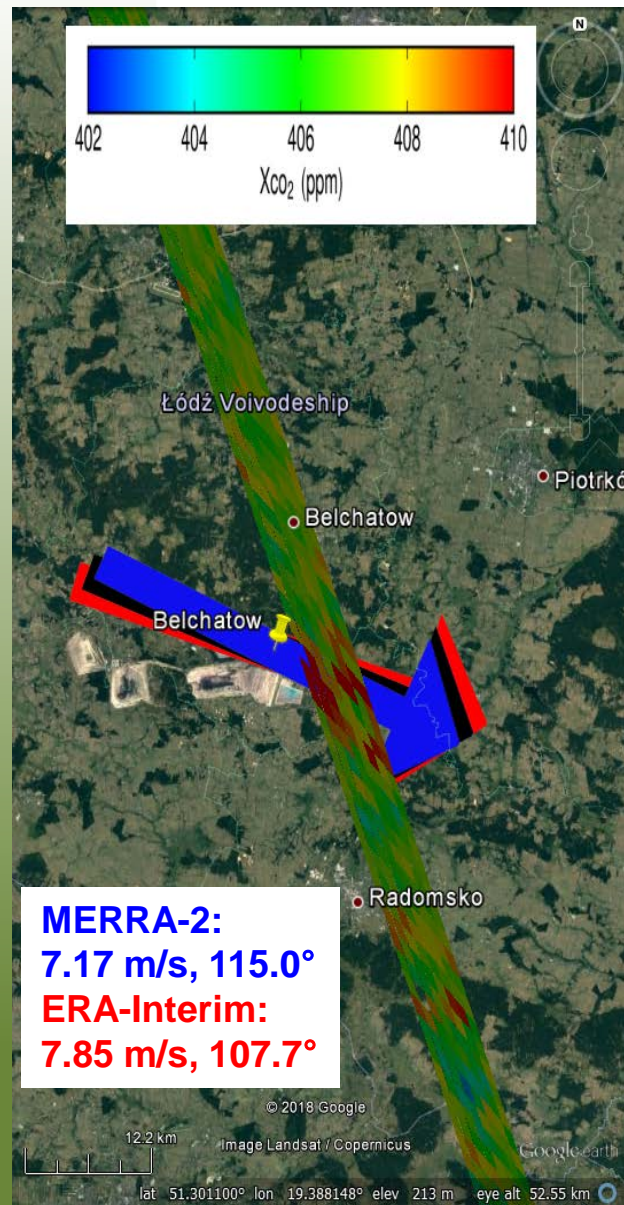 N
402 404 406 408 410
Xco₂ (ppm)
Łódź Voivodeship
Piotrkó
Belchatow
Belchatow
Radomsko
MERRA-2:
7.17 m/s, 115.0°
ERA-Interim:
7.85 m/s, 107.7°
© 2018 Google
12.2 km
Image Landsat / Copernicus
Google earth
lat 51.301100° lon 19.388148° elev 213 m eye alt 52.55 km